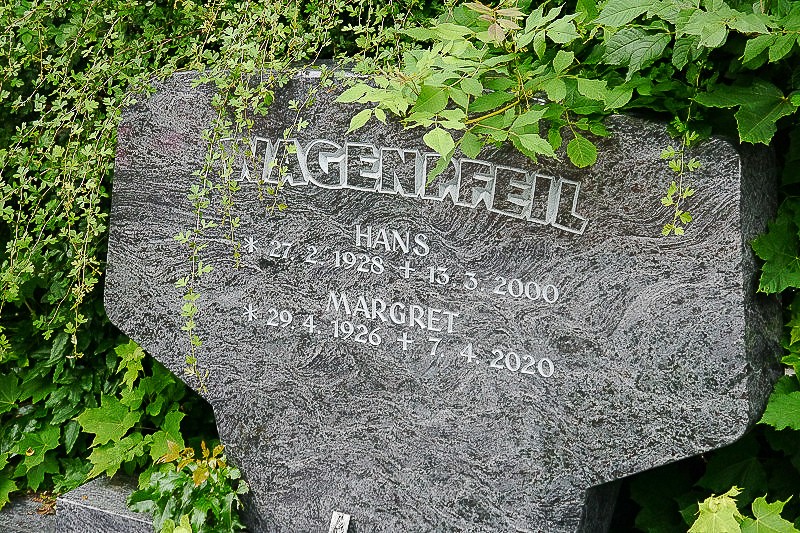 WAGENPFEIL
HANS
* 27. 2. 1928 ✝ 13. 3. 2000
MARGRET
* 29. 4. 1926 ✝ 7. 4. 2020